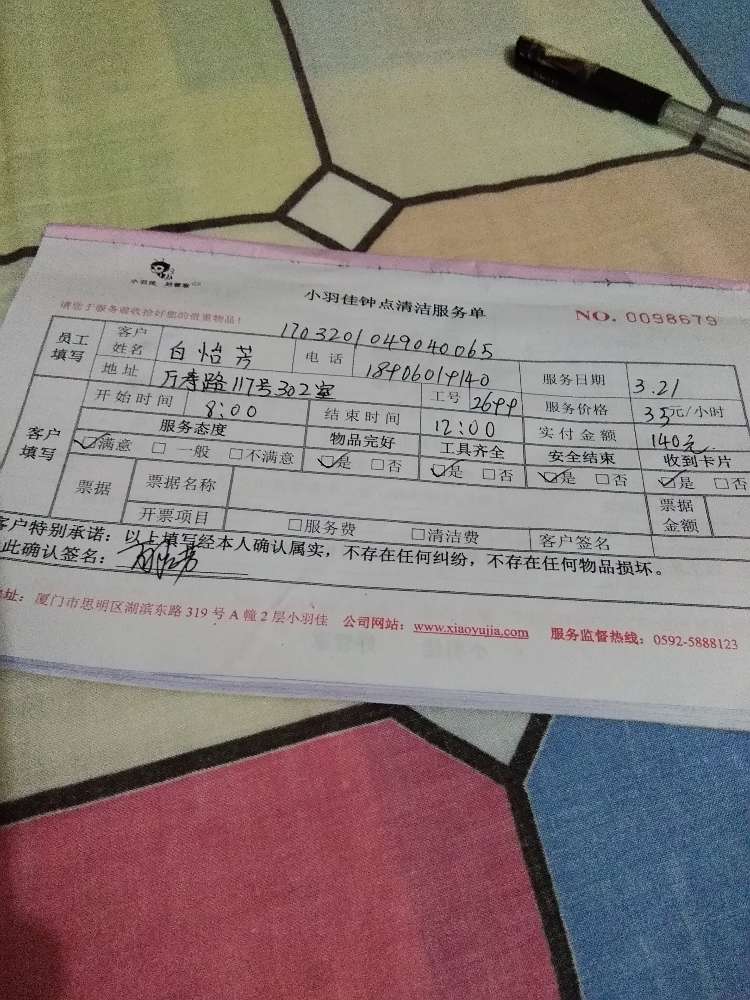 小羽佳 好管家
小羽佳钟点清洁服务单
NO. 0098679
请您于服务前收拾好您的贵重物品!
1703201049040065
员工填写 客户姓名 白怡芳 电话 18906019140 服务日期 3.21
地址 万寿路117号302室 工号 2699 服务价格 35元/小时
客户填写 开始时间 8:00 结束时间 12:00 实付金额 140元
服务态度 物品完好 工具齐全 安全结束 收到卡片
☑满意 □一般 □不满意 ☑是 □否 ☑是 □否 ☑是 □否 ☑是 □否
票据 票据名称 票据金额
开票项目 □服务费 □清洁费 客户签名
客户特别承诺：以上填写经本人确认属实，不存在任何纠纷，不存在任何物品损坏。
此确认签名：
址：厦门市思明区湖滨东路 319 号 A 幢 2 层小羽佳 公司网站：www.xiaoyujia.com 服务监督热线：0592-5888123